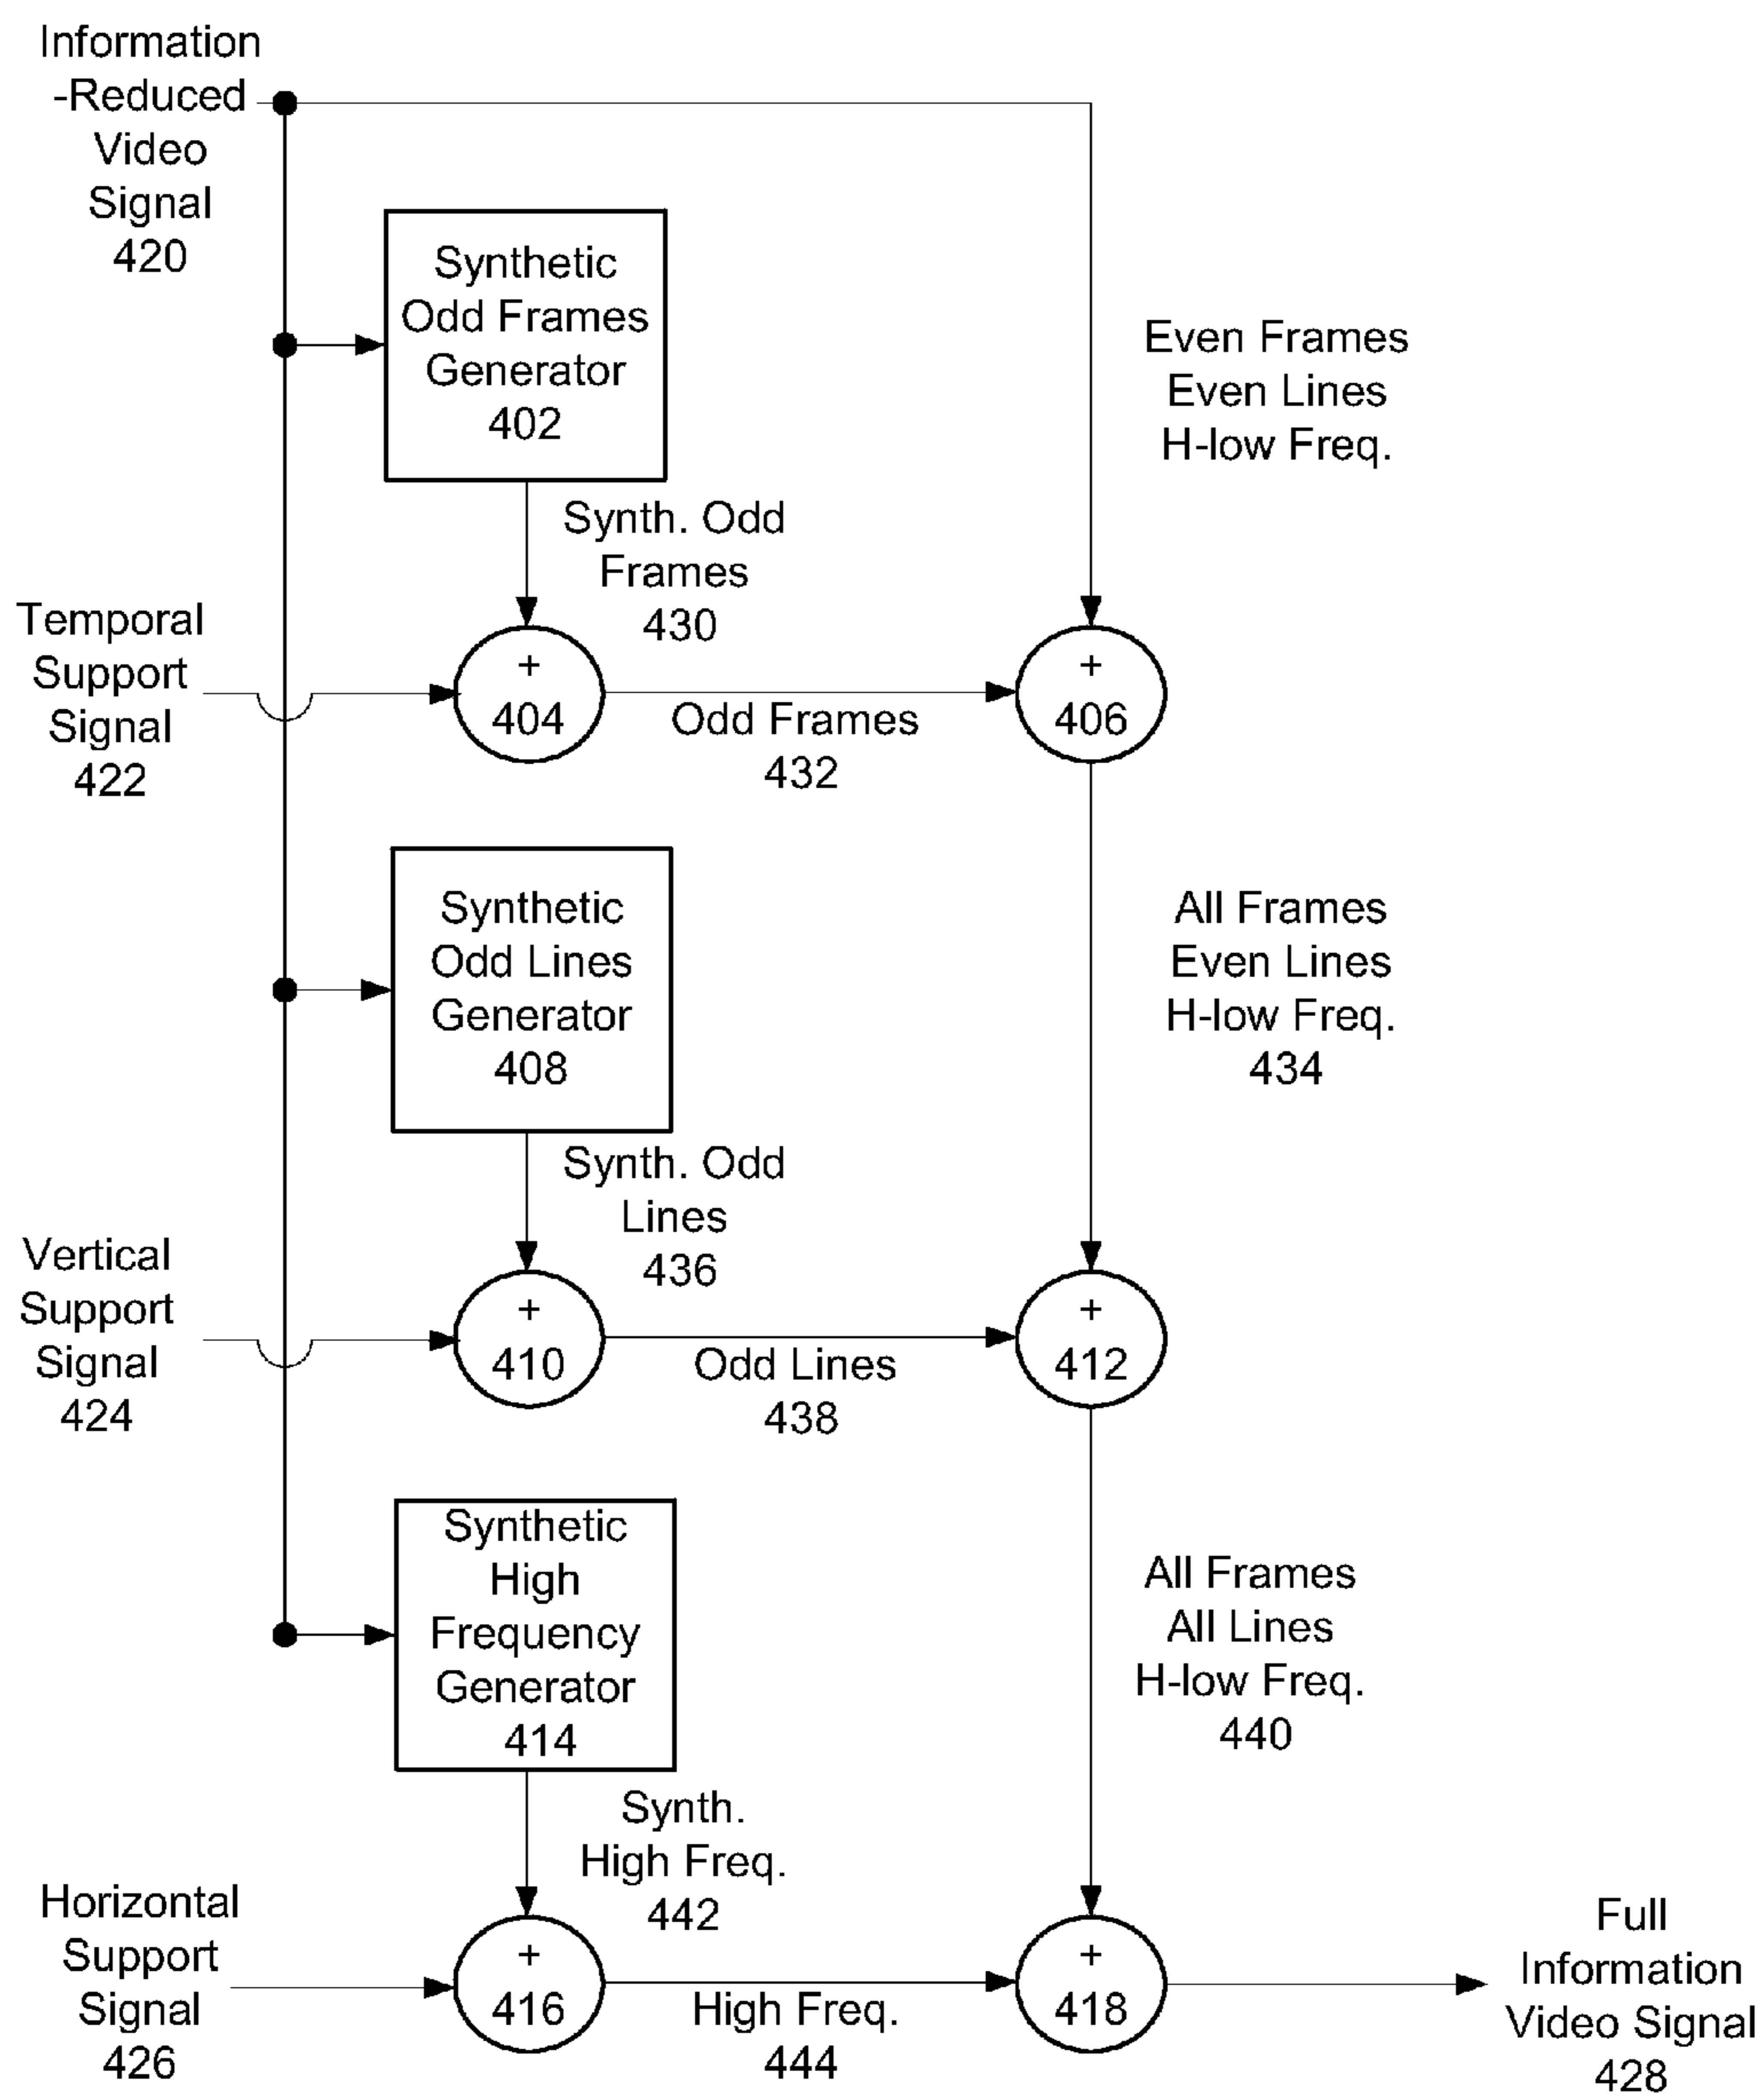 Information
-Reduced
Video
Signal
420
Synthetic
Odd Frames
Generator
402
Even Frames
Even Lines
H-low Freq.
Synth. Odd
Frames
430
Temporal
Support
Signal
422
+
404
Odd Frames
432
+
406
Synthetic
Odd Lines
Generator
408
All Frames
Even Lines
H-low Freq.
434
Synth. Odd
Lines
436
Vertical
Support
Signal
424
+
410
Odd Lines
438
+
412
Synthetic
High
Frequency
Generator
414
All Frames
All Lines
H-low Freq.
440
Synth.
High Freq.
442
Horizontal
Support
Signal
426
+
416
High Freq.
444
+
418
Full
Information
Video Signal
428